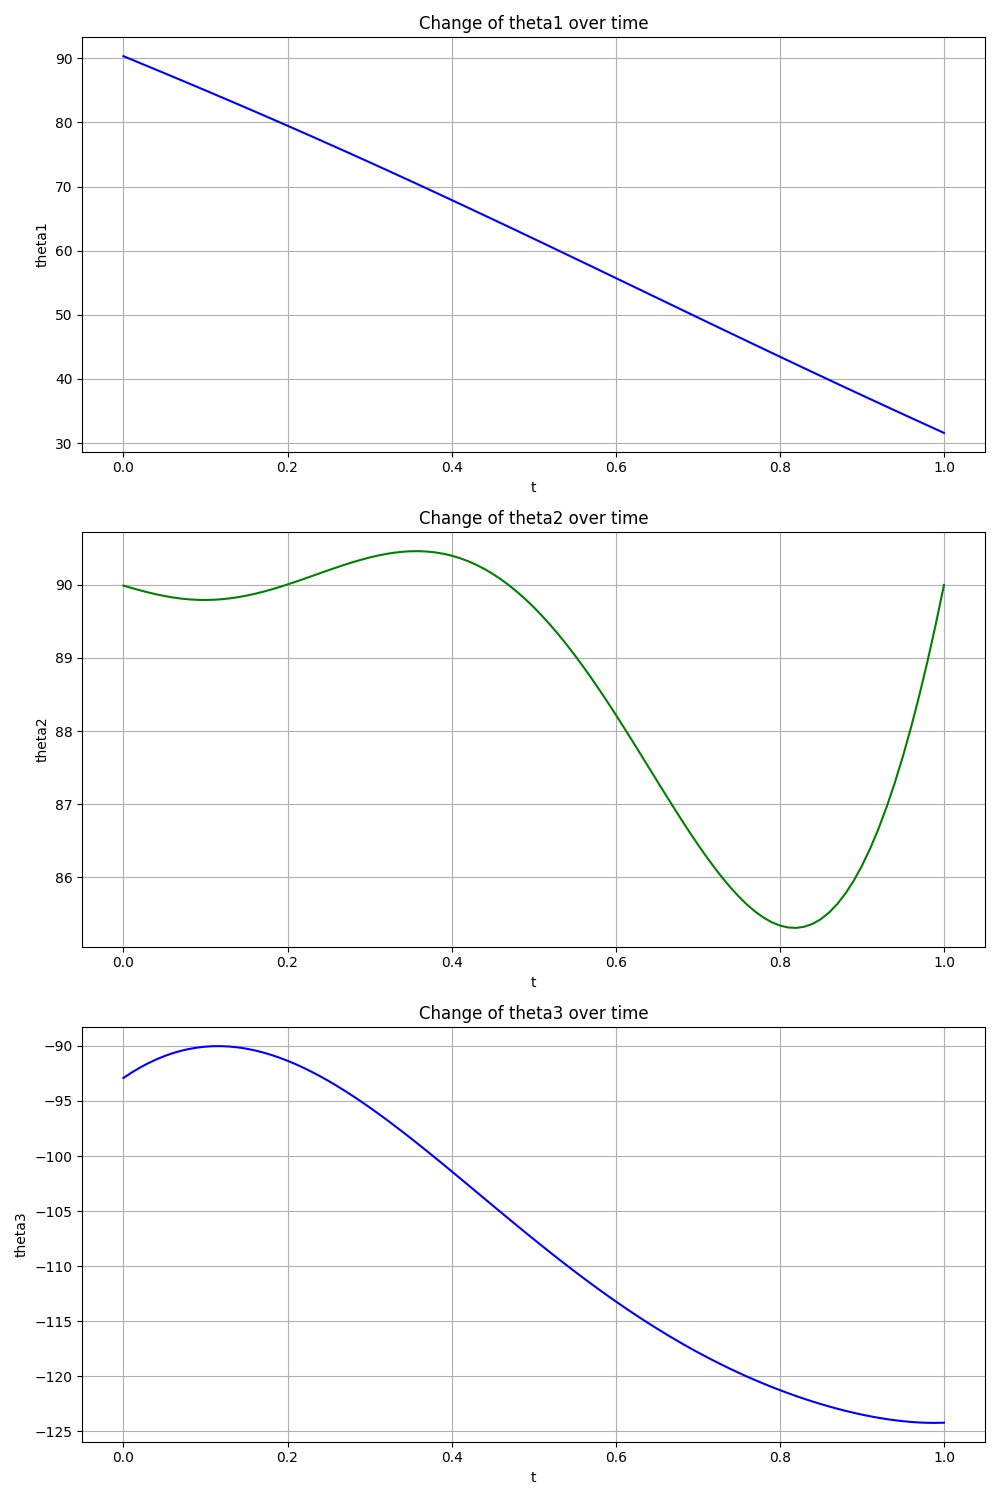 Change of theta1 over time
90
80
70
60
50
40
30
theta1
0.0 0.2 0.4 0.6 0.8 1.0
t
Change of theta2 over time
90
89
88
87
86
theta2
0.0 0.2 0.4 0.6 0.8 1.0
t
Change of theta3 over time
−90
−95
−100
−105
−110
−115
−120
−125
theta3
0.0 0.2 0.4 0.6 0.8 1.0
t